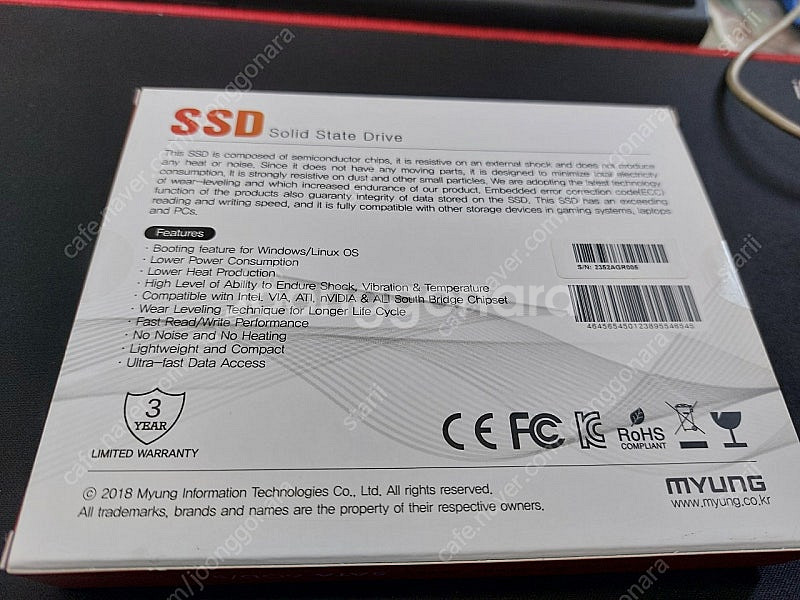 SSD Solid State Drive
This SSD is composed of semiconductor chips, it is resistive on an external shock and does not produce
any heat or noise. Since it does not have any moving parts, it is designed to minimize total electricity
consumption. It is strongly resistive on dust and other small particles. We are adopting the latest technology
of wear-leveling and which increased endurance of our product. Embedded error correction code(ECC)
function of the products also guaranty integrity of data stored on the SSD. This SSD has an exceeding
reading and writing speed, and it is fully compatible with other storage devices in gaming systems, laptops
and PCs.
Features
· Booting feature for Windows/Linux OS
· Lower Power Consumption
· Lower Heat Production
· High Level of Ability to Endure Shock, Vibration & Temperature
· Compatible with Intel, VIA, ATI, nVIDIA & ALI South Bridge Chipset
· Wear Leveling Technique for Longer Life Cycle
· Fast Read/Write Performance
· No Noise and No Heating
· Lightweight and Compact
· Ultra-fast Data Access
S/N: 2352AGR005
464565450123895546545
3
YEAR
LIMITED WARRANTY
CE FC KC
RoHS
COMPLIANT
© 2018 Myung Information Technologies Co., Ltd. All rights reserved.
All trademarks, brands and names are the property of their respective owners.
MYUNG
www.myung.co.kr
cafe.naver.com/joonggonara
starii